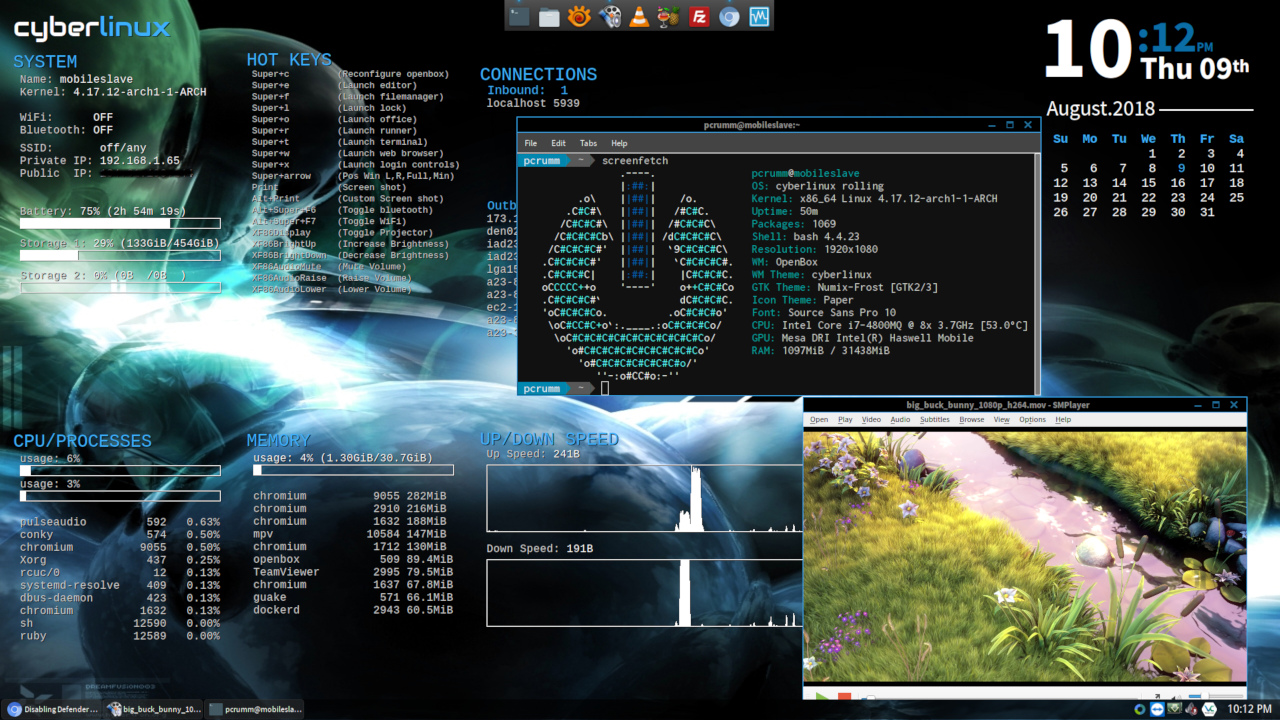 cyberlinux
SYSTEM
Name: mobileslave
Kernel: 4.17.12-arch1-1-ARCH
WiFi: OFF
Bluetooth: OFF
SSID: off/any
Private IP: 192.168.1.65
Public IP:
Battery: 75% (2h 54m 19s)
Storage 1: 29% (133GiB/454GiB)
Storage 2: 0% (0B /0B )
HOT KEYS
Super+c (Reconfigure openbox)
Super+e (Launch editor)
Super+f (Launch filemanager)
Super+l (Launch lock)
Super+o (Launch office)
Super+r (Launch runner)
Super+t (Launch terminal)
Super+w (Launch web browser)
Super+x (Launch login controls)
Super+arrow (Pos Win L,R,Full,Min)
Print (Screen shot)
Alt+Print (Custom Screen shot)
Alt+Super+F6 (Toggle bluetooth)
Alt+Super+F7 (Toggle WiFi)
XF86Display (Toggle Projector)
XF86BrightUp (Increase Brightness)
XF86BrightDown (Decrease Brightness)
XF86AudioMute (Mute Volume)
XF86AudioRaise (Raise Volume)
XF86AudioLower (Lower Volume)
CONNECTIONS
Inbound: 1
localhost 5939
Outb
173.1
den02
iad23
iad23
lga15
a23-
a23-
ec2-1
a23-
a23-
10:12PM
Thu 09th
August.2018
Su Mo Tu We Th Fr Sa
1 2 3 4
5 6 7 8 9 10 11
12 13 14 15 16 17 18
19 20 21 22 23 24 25
26 27 28 29 30 31
pcrumm@mobileslave:~
File Edit Tabs Help
pcrumm ~ screenfetch
pcrumm@mobileslave
OS: cyberlinux rolling
Kernel: x86_64 Linux 4.17.12-arch1-1-ARCH
Uptime: 50m
Packages: 1069
Shell: bash 4.4.23
Resolution: 1920x1080
WM: OpenBox
WM Theme: cyberlinux
GTK Theme: Numix-Frost [GTK2/3]
Icon Theme: Paper
Font: Source Sans Pro 10
CPU: Intel Core i7-4800MQ @ 8x 3.7GHz [53.0°C]
GPU: Mesa DRI Intel(R) Haswell Mobile
RAM: 1097MiB / 31438MiB
pcrumm ~
big_buck_bunny_1080p_h264.mov - SMPlayer
Open Play Video Audio Subtitles Browse View Options Help
CPU/PROCESSES
usage: 6%
usage: 3%
pulseaudio 592 0.63%
conky 574 0.50%
chromium 9055 0.50%
Xorg 437 0.25%
rcuc/0 12 0.13%
systemd-resolve 409 0.13%
dbus-daemon 423 0.13%
chromium 1632 0.13%
sh 12590 0.00%
ruby 12589 0.00%
MEMORY
usage: 4% (1.30GiB/30.7GiB)
chromium 9055 282MiB
chromium 2910 216MiB
chromium 1632 188MiB
mpv 10584 147MiB
chromium 1712 130MiB
openbox 509 89.4MiB
TeamViewer 2995 79.5MiB
chromium 1637 67.8MiB
guake 571 66.1MiB
dockerd 2943 60.5MiB
UP/DOWN SPEED
Up Speed: 241B
Down Speed: 191B
DREAMFUSION003
Disabling Defender ...
big_buck_bunny_10...
pcrumm@mobilesla...
10:12 PM